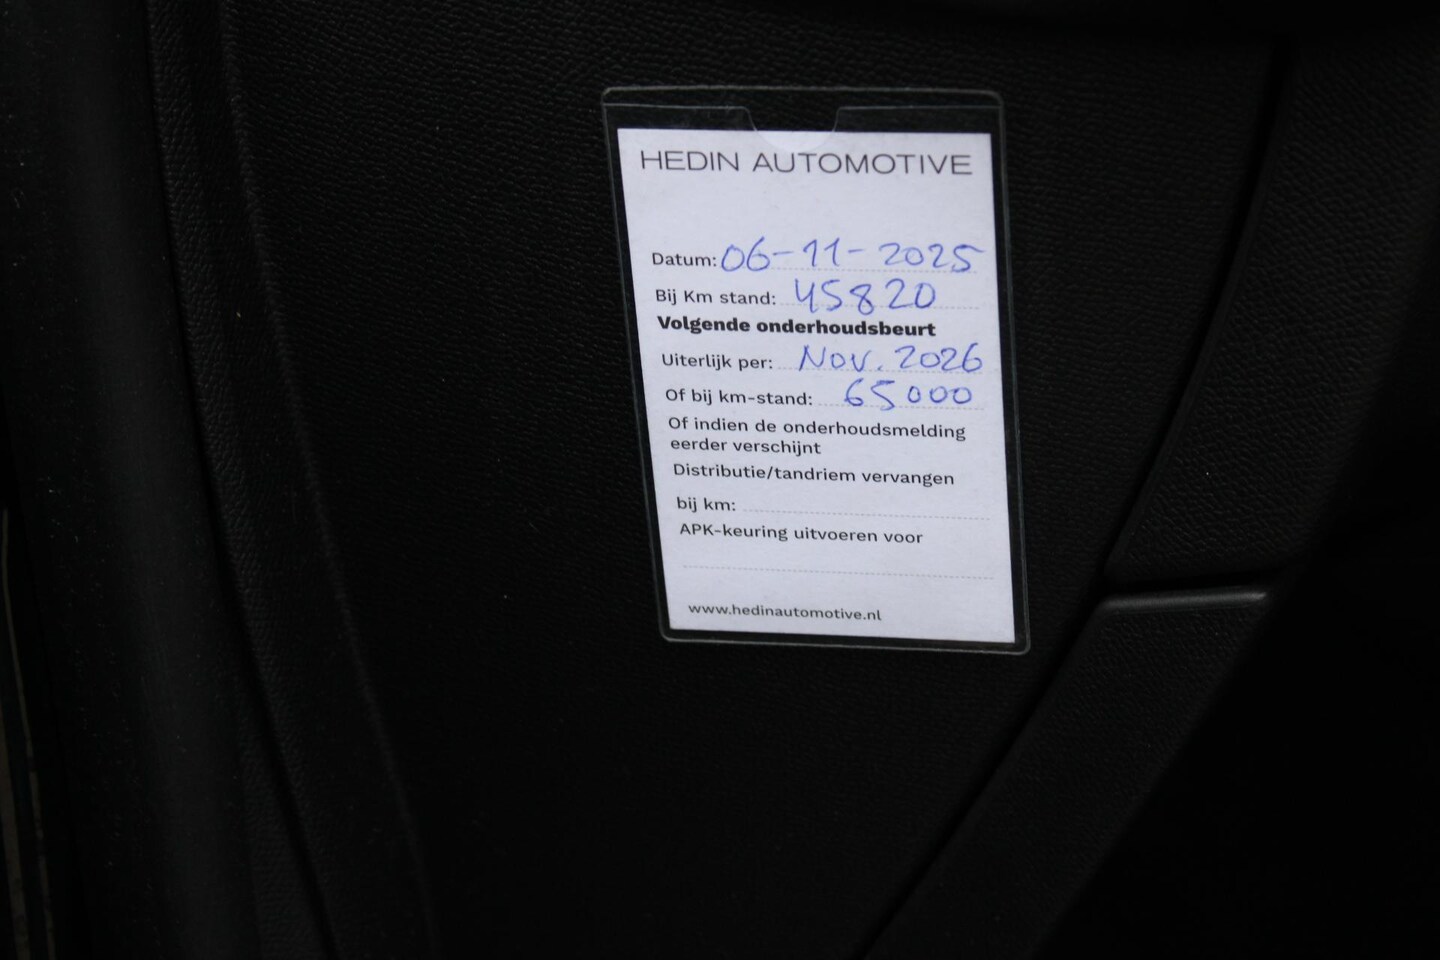 HEDIN AUTOMOTIVE
Datum: 06-11-2025
Bij Km stand: 45820
Volgende onderhoudsbeurt
Uiterlijk per: Nov. 2026
Of bij km-stand: 65000
Of indien de onderhoudsmelding
eerder verschijnt
Distributie/tandriem vervangen
bij km:
APK-keuring uitvoeren voor
www.hedinautomotive.nl